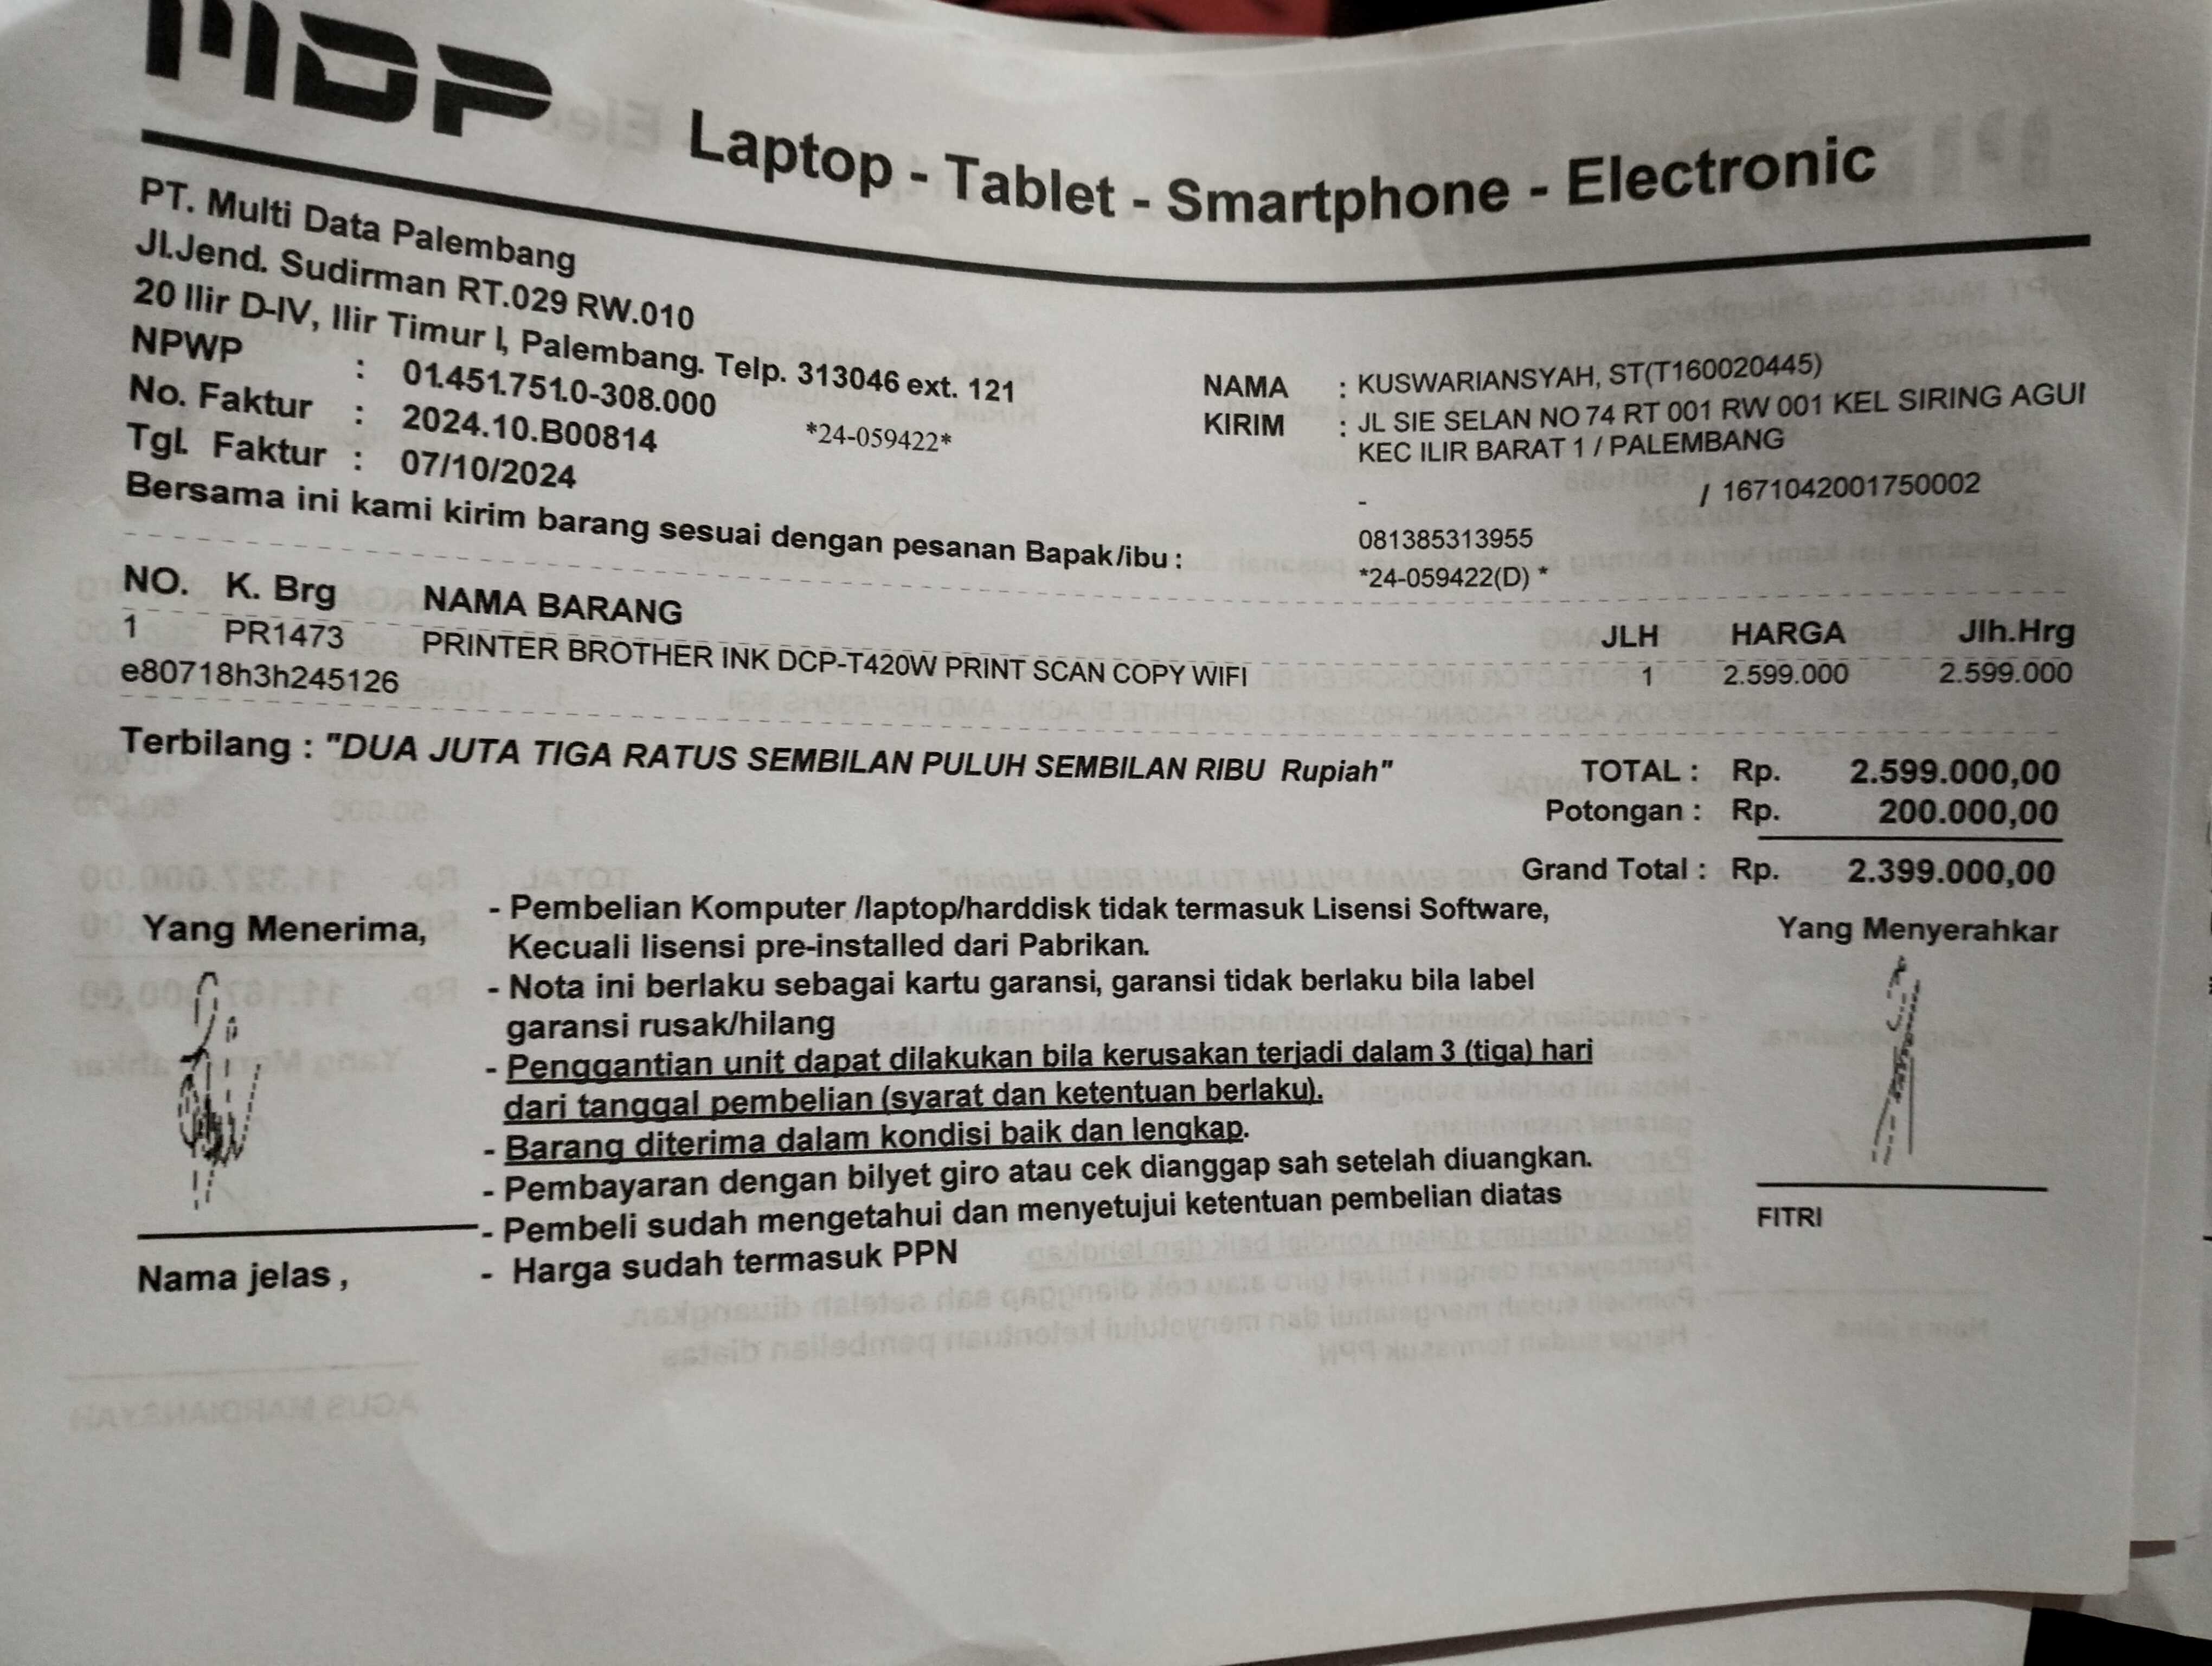 MDP
Laptop - Tablet - Smartphone - Electronic
PT. Multi Data Palembang
Jl.Jend. Sudirman RT.029 RW.010
20 Ilir D-IV, Ilir Timur I, Palembang. Telp. 313046 ext. 121
NPWP : 01.451.751.0-308.000
No. Faktur : 2024.10.B00814 *24-059422*
Tgl. Faktur : 07/10/2024
Bersama ini kami kirim barang sesuai dengan pesanan Bapak/ibu :
NAMA : KUSWARIANSYAH, ST(T160020445)
KIRIM : JL SIE SELAN NO 74 RT 001 RW 001 KEL SIRING AGUI
KEC ILIR BARAT 1 / PALEMBANG
- / 1671042001750002
081385313955
*24-059422(D) *
NO. K. Brg NAMA BARANG JLH HARGA Jlh.Hrg
1 PR1473 PRINTER BROTHER INK DCP-T420W PRINT SCAN COPY WIFI 1 2.599.000 2.599.000
e80718h3h245126
Terbilang : "DUA JUTA TIGA RATUS SEMBILAN PULUH SEMBILAN RIBU Rupiah"
TOTAL : Rp. 2.599.000,00
Potongan : Rp. 200.000,00
Grand Total : Rp. 2.399.000,00
Yang Menerima,
- Pembelian Komputer /laptop/harddisk tidak termasuk Lisensi Software,
Kecuali lisensi pre-installed dari Pabrikan.
- Nota ini berlaku sebagai kartu garansi, garansi tidak berlaku bila label
garansi rusak/hilang
- Penggantian unit dapat dilakukan bila kerusakan terjadi dalam 3 (tiga) hari
dari tanggal pembelian (syarat dan ketentuan berlaku).
- Barang diterima dalam kondisi baik dan lengkap.
- Pembayaran dengan bilyet giro atau cek dianggap sah setelah diuangkan.
- Pembeli sudah mengetahui dan menyetujui ketentuan pembelian diatas
- Harga sudah termasuk PPN
Nama jelas ,
Yang Menyerahkar
FITRI